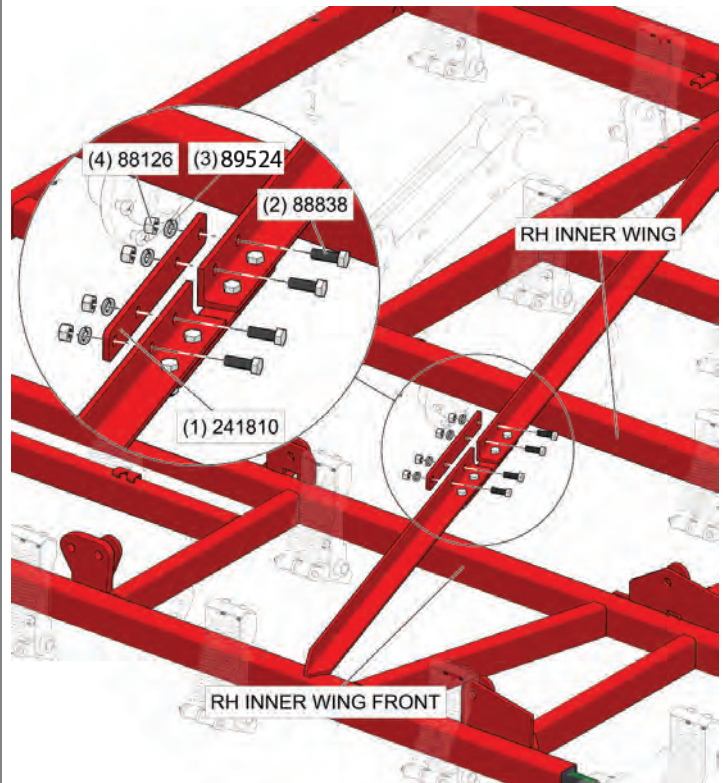 (4) 88126
(3) 89524
(2) 88838
RH INNER WING
(1) 241810
RH INNER WING FRONT